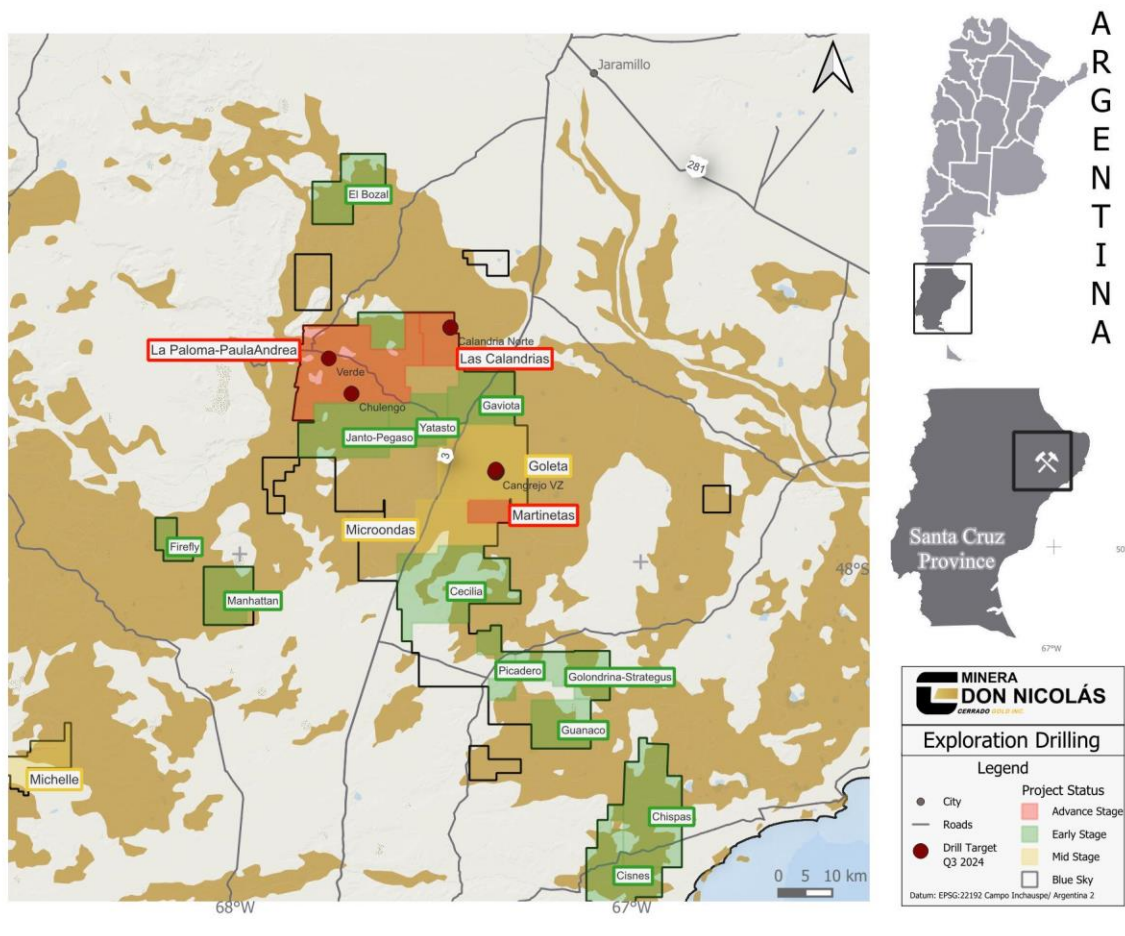 Jaramillo
281
El Bozal
La Paloma-PaulaAndrea
Calandria Norte
Las Calandrias
Verde
Chulengo
Gaviota
Yatasto
Janto-Pegaso
3
Goleta
Cangrejo VZ
Martinetas
Microondas
Firefly
48°S
Manhattan
Cecilia
Picadero
Golondrina-Strategus
Guanaco
Michelle
Chispas
Cisnes
0 5 10 km
68°W
67°W
ARGENTINA
Santa Cruz
Province
50
67°W
MINERA
DON NICOLÁS
CERRADO GOLD INC
Exploration Drilling
Legend
City
Roads
Drill Target
Q3 2024
Project Status
Advance Stage
Early Stage
Mid Stage
Blue Sky
Datum: EPSG:22192 Campo Inchauspe/ Argentina 2